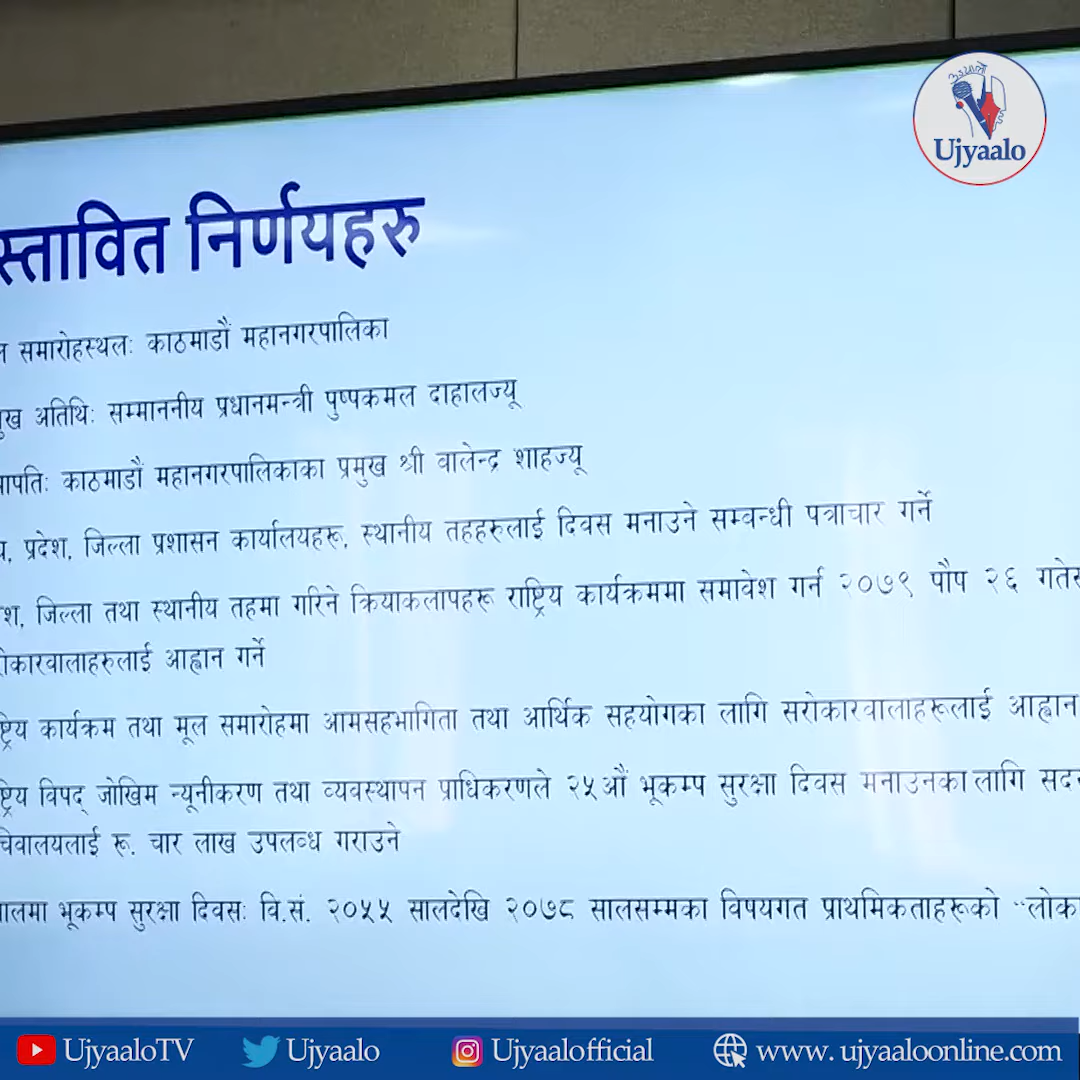 उज्यालो
Ujyaalo
स्तावित निर्णयहरु
समारोहस्थलः काठमाडौं महानगरपालिका
मुख अतिथिः सम्माननीय प्रधानमन्त्री पुष्पकमल दाहालज्यू
भापतिः काठमाडौं महानगरपालिकाका प्रमुख श्री वालेन्द्र शाहज्यू
प्रदेश, जिल्ला प्रशासन कार्यालयहरू, स्थानीय तहहरुलाई दिवस मनाउने सम्बन्धी पत्राचार गर्ने
श, जिल्ला तथा स्थानीय तहमा गरिने क्रियाकलापहरू राष्ट्रिय कार्यक्रममा समावेश गर्न २०७९ पौष २६ गते
ोकारवालाहरुलाई आह्वान गर्ने
ष्ट्रिय कार्यक्रम तथा मूल समारोहमा आमसहभागिता तथा आर्थिक सहयोगका लागि सरोकारवालाहरूलाई आह्वान
ष्ट्रिय विपद् जोखिम न्यूनीकरण तथा व्यवस्थापन प्राधिकरणले २५औं भूकम्प सुरक्षा दिवस मनाउनका लागि सदस
चिवालयलाई रू. चार लाख उपलब्ध गराउने
ालमा भूकम्प सुरक्षा दिवसः वि.सं. २०५५ सालदेखि २०७८ सालसम्मका विषयगत प्राथमिकताहरूको "लोक
UjyaaloTV Ujyaalo Ujyaalofficial www. ujyaaloonline.com